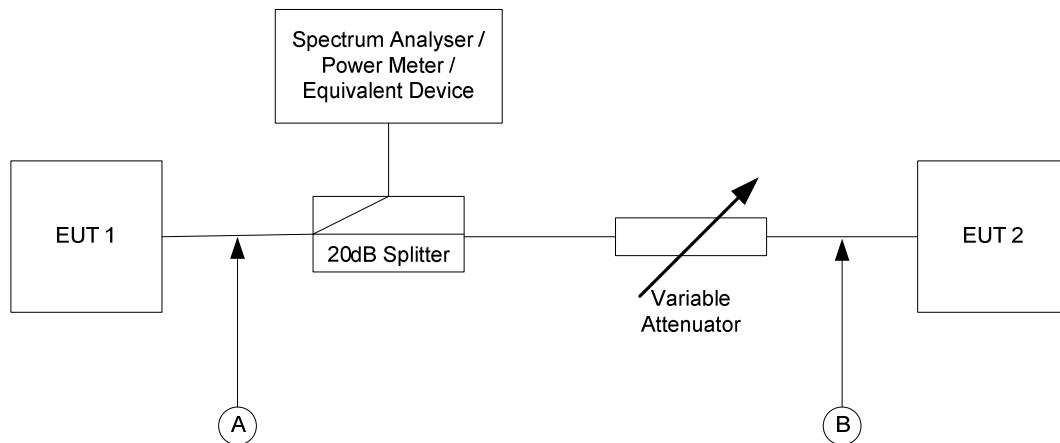 Spectrum Analyser /
Power Meter /
Equivalent Device
EUT 1
20dB Splitter
Variable
Attenuator
EUT 2
A
B